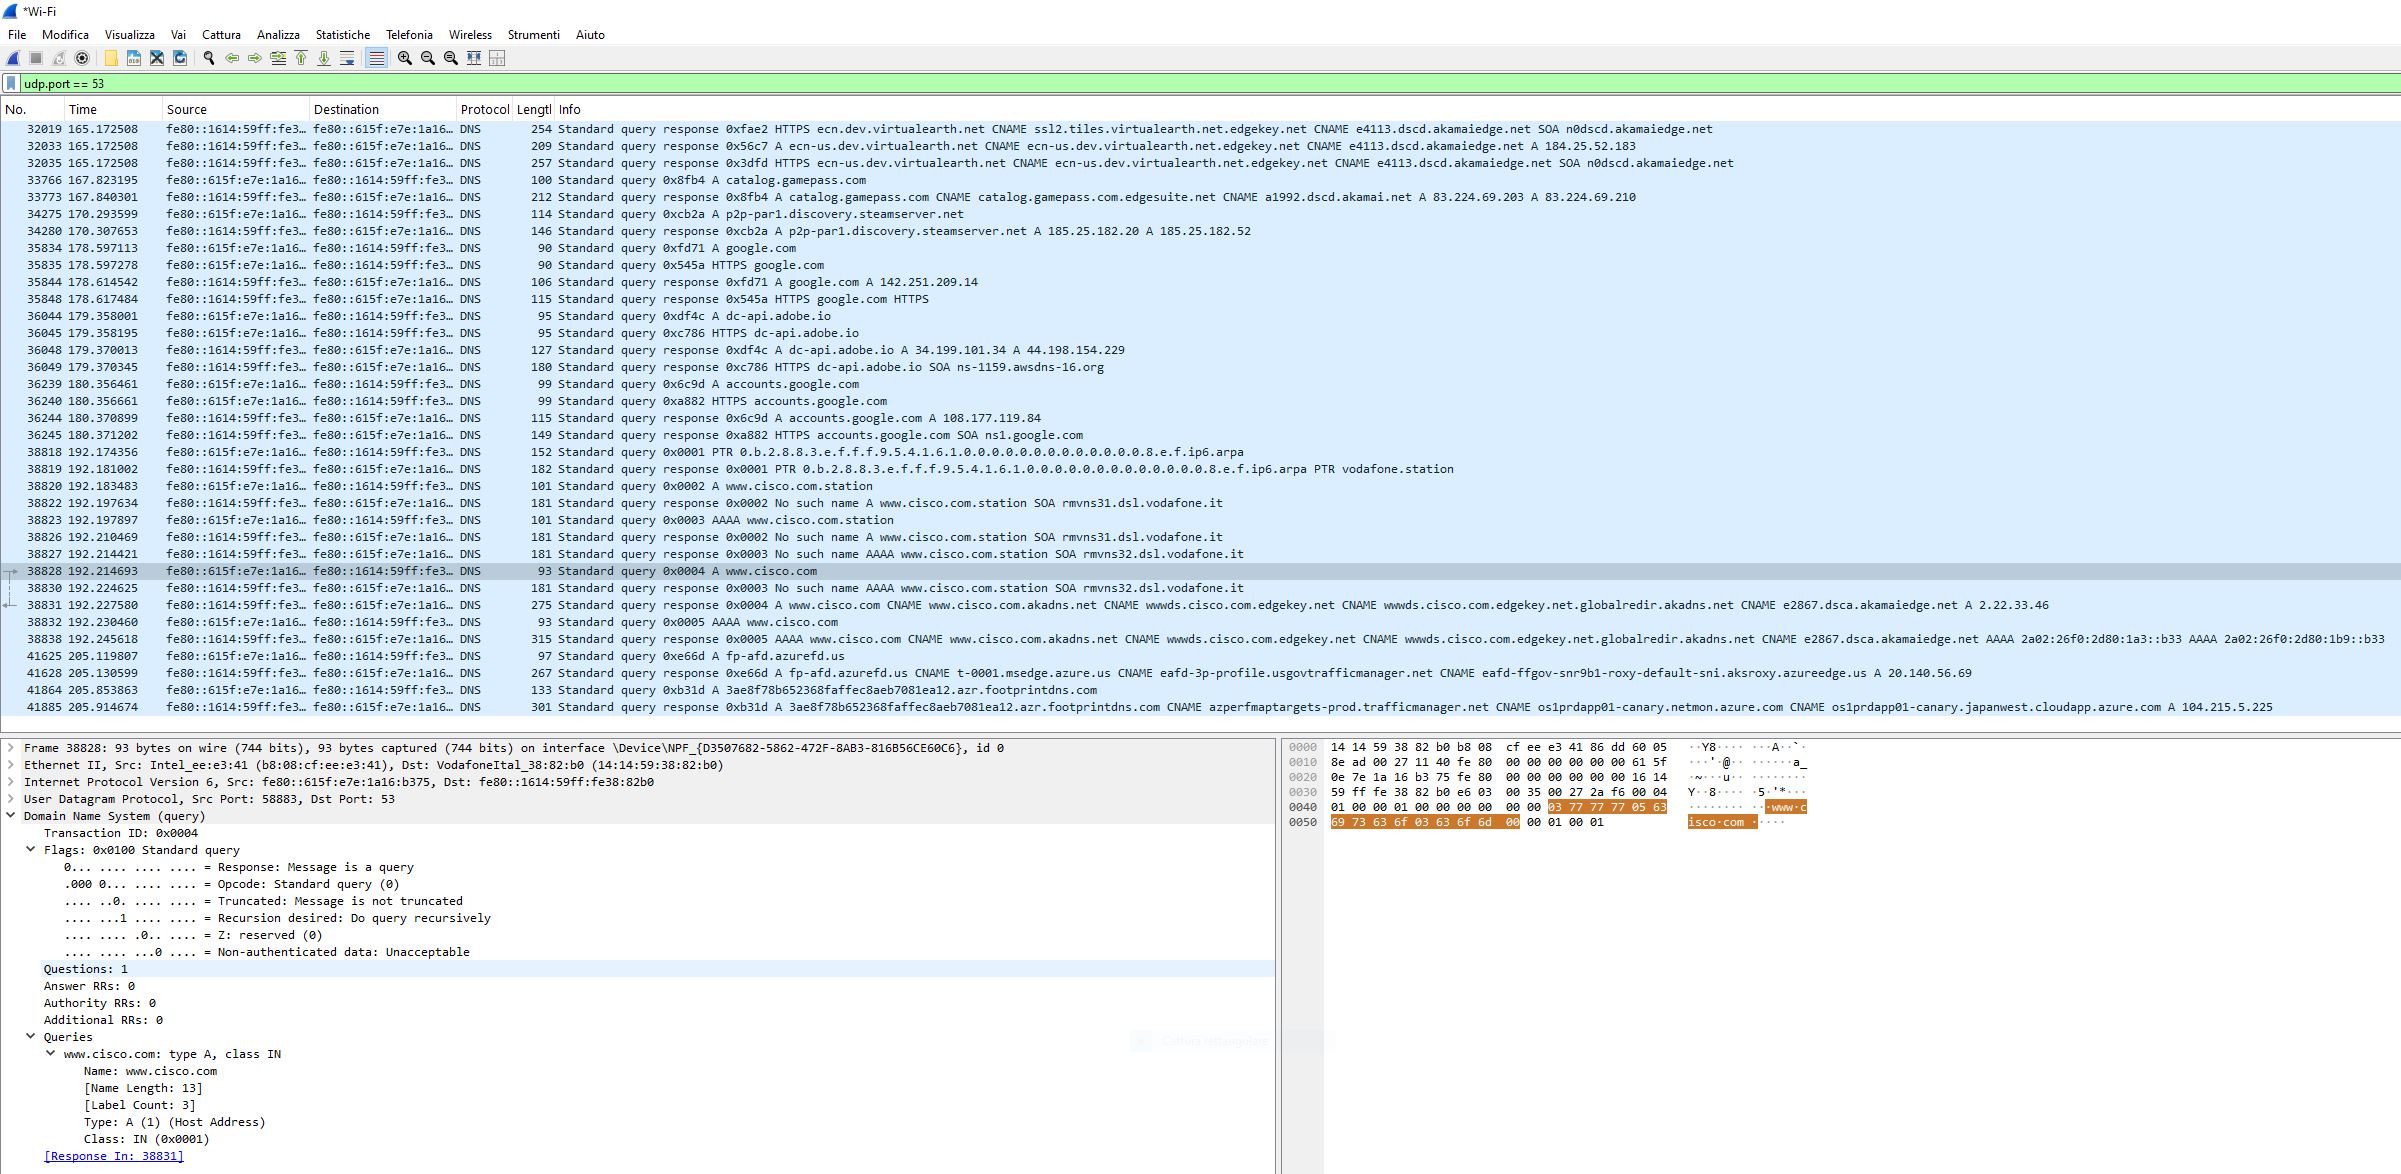 *Wi-Fi
File Modifica Visualizza Vai Cattura Analizza Statistiche Telefonia Wireless Strumenti Aiuto
udp.port == 53
No. Time Source Destination Protocol Lengtl Info
32019 165.172508 fe80::1614:59ff:fe3… fe80::615f:e7e:1a16… DNS 254 Standard query response 0xfae2 HTTPS ecn.dev.virtualearth.net CNAME ssl2.tiles.virtualearth.net.edgekey.net CNAME e4113.dscd.akamaiedge.net SOA n0dscd.akamaiedge.net
32033 165.172508 fe80::1614:59ff:fe3… fe80::615f:e7e:1a16… DNS 209 Standard query response 0x56c7 A ecn-us.dev.virtualearth.net CNAME ecn-us.dev.virtualearth.net.edgekey.net CNAME e4113.dscd.akamaiedge.net A 184.25.52.183
32035 165.172508 fe80::1614:59ff:fe3… fe80::615f:e7e:1a16… DNS 257 Standard query response 0x3dfd HTTPS ecn-us.dev.virtualearth.net CNAME ecn-us.dev.virtualearth.net.edgekey.net CNAME e4113.dscd.akamaiedge.net SOA n0dscd.akamaiedge.net
33766 167.823195 fe80::615f:e7e:1a16… fe80::1614:59ff:fe3… DNS 100 Standard query 0x8fb4 A catalog.gamepass.com
33773 167.840301 fe80::1614:59ff:fe3… fe80::615f:e7e:1a16… DNS 212 Standard query response 0x8fb4 A catalog.gamepass.com CNAME catalog.gamepass.com.edgesuite.net CNAME a1992.dscd.akamai.net A 83.224.69.203 A 83.224.69.210
34275 170.293599 fe80::615f:e7e:1a16… fe80::1614:59ff:fe3… DNS 114 Standard query 0xcb2a A p2p-par1.discovery.steamserver.net
34280 170.307653 fe80::1614:59ff:fe3… fe80::615f:e7e:1a16… DNS 146 Standard query response 0xcb2a A p2p-par1.discovery.steamserver.net A 185.25.182.20 A 185.25.182.52
35834 178.597113 fe80::615f:e7e:1a16… fe80::1614:59ff:fe3… DNS 90 Standard query 0xfd71 A google.com
35835 178.597278 fe80::615f:e7e:1a16… fe80::1614:59ff:fe3… DNS 90 Standard query 0x545a HTTPS google.com
35844 178.614542 fe80::1614:59ff:fe3… fe80::615f:e7e:1a16… DNS 106 Standard query response 0xfd71 A google.com A 142.251.209.14
35848 178.617484 fe80::1614:59ff:fe3… fe80::615f:e7e:1a16… DNS 115 Standard query response 0x545a HTTPS google.com HTTPS
36044 179.358001 fe80::615f:e7e:1a16… fe80::1614:59ff:fe3… DNS 95 Standard query 0xdf4c A dc-api.adobe.io
36045 179.358195 fe80::615f:e7e:1a16… fe80::1614:59ff:fe3… DNS 95 Standard query 0xc786 HTTPS dc-api.adobe.io
36048 179.370013 fe80::1614:59ff:fe3… fe80::615f:e7e:1a16… DNS 127 Standard query response 0xdf4c A dc-api.adobe.io A 34.199.101.34 A 44.198.154.229
36049 179.370345 fe80::1614:59ff:fe3… fe80::615f:e7e:1a16… DNS 180 Standard query response 0xc786 HTTPS dc-api.adobe.io SOA ns-1159.awsdns-16.org
36239 180.356461 fe80::615f:e7e:1a16… fe80::1614:59ff:fe3… DNS 99 Standard query 0x6c9d A accounts.google.com
36240 180.356661 fe80::615f:e7e:1a16… fe80::1614:59ff:fe3… DNS 99 Standard query 0xa882 HTTPS accounts.google.com
36244 180.370899 fe80::1614:59ff:fe3… fe80::615f:e7e:1a16… DNS 115 Standard query response 0x6c9d A accounts.google.com A 108.177.119.84
36245 180.371202 fe80::1614:59ff:fe3… fe80::615f:e7e:1a16… DNS 149 Standard query response 0xa882 HTTPS accounts.google.com SOA ns1.google.com
38818 192.174356 fe80::615f:e7e:1a16… fe80::1614:59ff:fe3… DNS 152 Standard query 0x0001 PTR 0.b.2.8.8.3.e.f.f.f.9.5.4.1.6.1.0.0.0.0.0.0.0.0.0.0.0.0.0.8.e.f.ip6.arpa
38819 192.181002 fe80::1614:59ff:fe3… fe80::615f:e7e:1a16… DNS 182 Standard query response 0x0001 PTR 0.b.2.8.8.3.e.f.f.f.9.5.4.1.6.1.0.0.0.0.0.0.0.0.0.0.0.0.0.8.e.f.ip6.arpa PTR vodafone.station
38820 192.183483 fe80::615f:e7e:1a16… fe80::1614:59ff:fe3… DNS 101 Standard query 0x0002 A www.cisco.com.station
38822 192.197634 fe80::1614:59ff:fe3… fe80::615f:e7e:1a16… DNS 181 Standard query response 0x0002 No such name A www.cisco.com.station SOA rmvns31.dsl.vodafone.it
38823 192.197897 fe80::615f:e7e:1a16… fe80::1614:59ff:fe3… DNS 101 Standard query 0x0003 AAAA www.cisco.com.station
38826 192.210469 fe80::1614:59ff:fe3… fe80::615f:e7e:1a16… DNS 181 Standard query response 0x0002 No such name A www.cisco.com.station SOA rmvns31.dsl.vodafone.it
38827 192.214421 fe80::1614:59ff:fe3… fe80::615f:e7e:1a16… DNS 181 Standard query response 0x0003 No such name AAAA www.cisco.com.station SOA rmvns32.dsl.vodafone.it
38828 192.214693 fe80::615f:e7e:1a16… fe80::1614:59ff:fe3… DNS 93 Standard query 0x0004 A www.cisco.com
38830 192.224625 fe80::1614:59ff:fe3… fe80::615f:e7e:1a16… DNS 181 Standard query response 0x0003 No such name AAAA www.cisco.com.station SOA rmvns32.dsl.vodafone.it
38831 192.227580 fe80::1614:59ff:fe3… fe80::615f:e7e:1a16… DNS 275 Standard query response 0x0004 A www.cisco.com CNAME www.cisco.com.akadns.net CNAME wwwds.cisco.com.edgekey.net CNAME wwwds.cisco.com.edgekey.net.globalredir.akadns.net CNAME e2867.dsca.akamaiedge.net A 2.22.33.46
38832 192.230460 fe80::615f:e7e:1a16… fe80::1614:59ff:fe3… DNS 93 Standard query 0x0005 AAAA www.cisco.com
38838 192.245618 fe80::1614:59ff:fe3… fe80::615f:e7e:1a16… DNS 315 Standard query response 0x0005 AAAA www.cisco.com CNAME www.cisco.com.akadns.net CNAME wwwds.cisco.com.edgekey.net CNAME wwwds.cisco.com.edgekey.net.globalredir.akadns.net CNAME e2867.dsca.akamaiedge.net AAAA 2a02:26f0:2d80:1a3::b33 AAAA 2a02:26f0:2d80:1b9::b33
41625 205.119807 fe80::615f:e7e:1a16… fe80::1614:59ff:fe3… DNS 97 Standard query 0xe66d A fp-afd.azurefd.us
41628 205.130599 fe80::1614:59ff:fe3… fe80::615f:e7e:1a16… DNS 267 Standard query response 0xe66d A fp-afd.azurefd.us CNAME t-0001.msedge.azure.us CNAME eafd-3p-profile.usgovtrafficmanager.net CNAME eafd-ffgov-snr9b1-roxy-default-sni.aksroxy.azureedge.us A 20.140.56.69
41864 205.853863 fe80::615f:e7e:1a16… fe80::1614:59ff:fe3… DNS 133 Standard query 0xb31d A 3ae8f78b652368faffec8aeb7081ea12.azr.footprintdns.com
41885 205.914674 fe80::1614:59ff:fe3… fe80::615f:e7e:1a16… DNS 301 Standard query response 0xb31d A 3ae8f78b652368faffec8aeb7081ea12.azr.footprintdns.com CNAME azperfmaptargets-prod.trafficmanager.net CNAME os1prdapp01-canary.netmon.azure.com CNAME os1prdapp01-canary.japanwest.cloudapp.azure.com A 104.215.5.225
Frame 38828: 93 bytes on wire (744 bits), 93 bytes captured (744 bits) on interface \Device\NPF_{D3507682-5862-472F-8AB3-816B56CE60C6}, id 0
Ethernet II, Src: Intel_ee:e3:41 (b8:08:cf:ee:e3:41), Dst: VodafoneItal_38:82:b0 (14:14:59:38:82:b0)
Internet Protocol Version 6, Src: fe80::615f:e7e:1a16:b375, Dst: fe80::1614:59ff:fe38:82b0
User Datagram Protocol, Src Port: 58883, Dst Port: 53
Domain Name System (query)
Transaction ID: 0x0004
Flags: 0x0100 Standard query
0... .... .... .... = Response: Message is a query
.000 0... .... .... = Opcode: Standard query (0)
.... ..0. .... .... = Truncated: Message is not truncated
.... ...1 .... .... = Recursion desired: Do query recursively
.... .... .0.. .... = Z: reserved (0)
.... .... ...0 .... = Non-authenticated data: Unacceptable
Questions: 1
Answer RRs: 0
Authority RRs: 0
Additional RRs: 0
Queries
www.cisco.com: type A, class IN
Name: www.cisco.com
[Name Length: 13]
[Label Count: 3]
Type: A (1) (Host Address)
Class: IN (0x0001)
[Response In: 38831]
0000 14 14 59 38 82 b0 b8 08 cf ee e3 41 86 dd 60 05 ··Y8···· ···A··`·
0010 8e ad 00 27 11 40 fe 80 00 00 00 00 00 00 61 5f ···'·@·· ······a_
0020 0e 7e 1a 16 b3 75 fe 80 00 00 00 00 00 00 16 14 ·~···u·· ········
0030 59 ff fe 38 82 b0 e6 03 00 35 00 27 2a f6 00 04 Y··8···· ·5·'*···
0040 01 00 00 01 00 00 00 00 00 00 03 77 77 77 05 63 ········ ···www·c
0050 69 73 63 6f 03 63 6f 6d 00 00 01 00 01 isco·com ·····
Cattura rettangolare